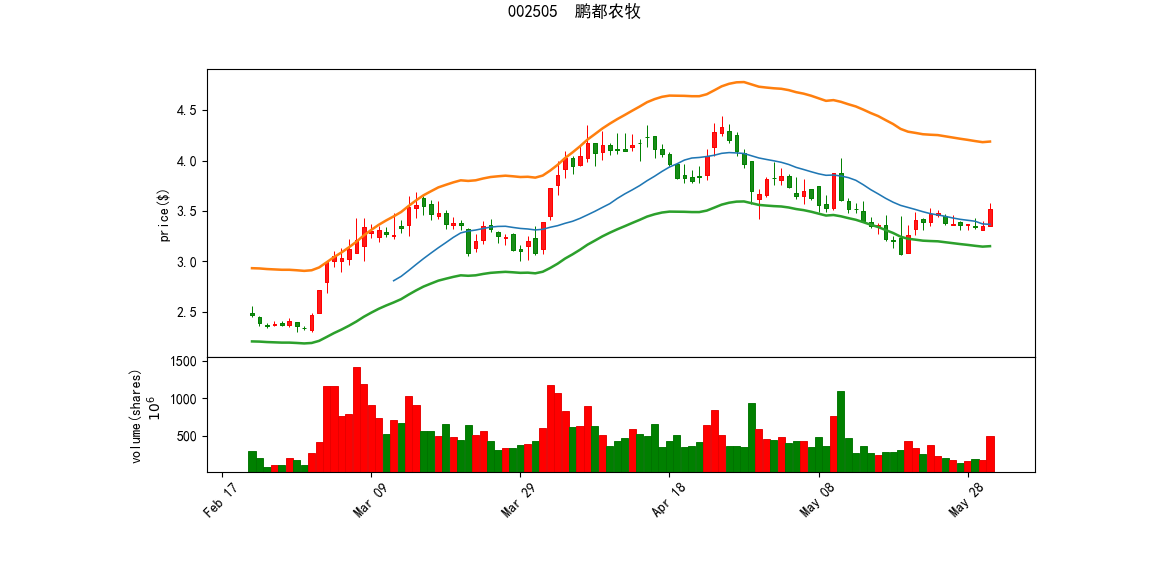 002505 鹏都农牧
price($)
4.5
4.0
3.5
3.0
2.5
volume(shares)
10^6
1500
1000
500
Feb 17
Mar 09
Mar 29
Apr 18
May 08
May 28